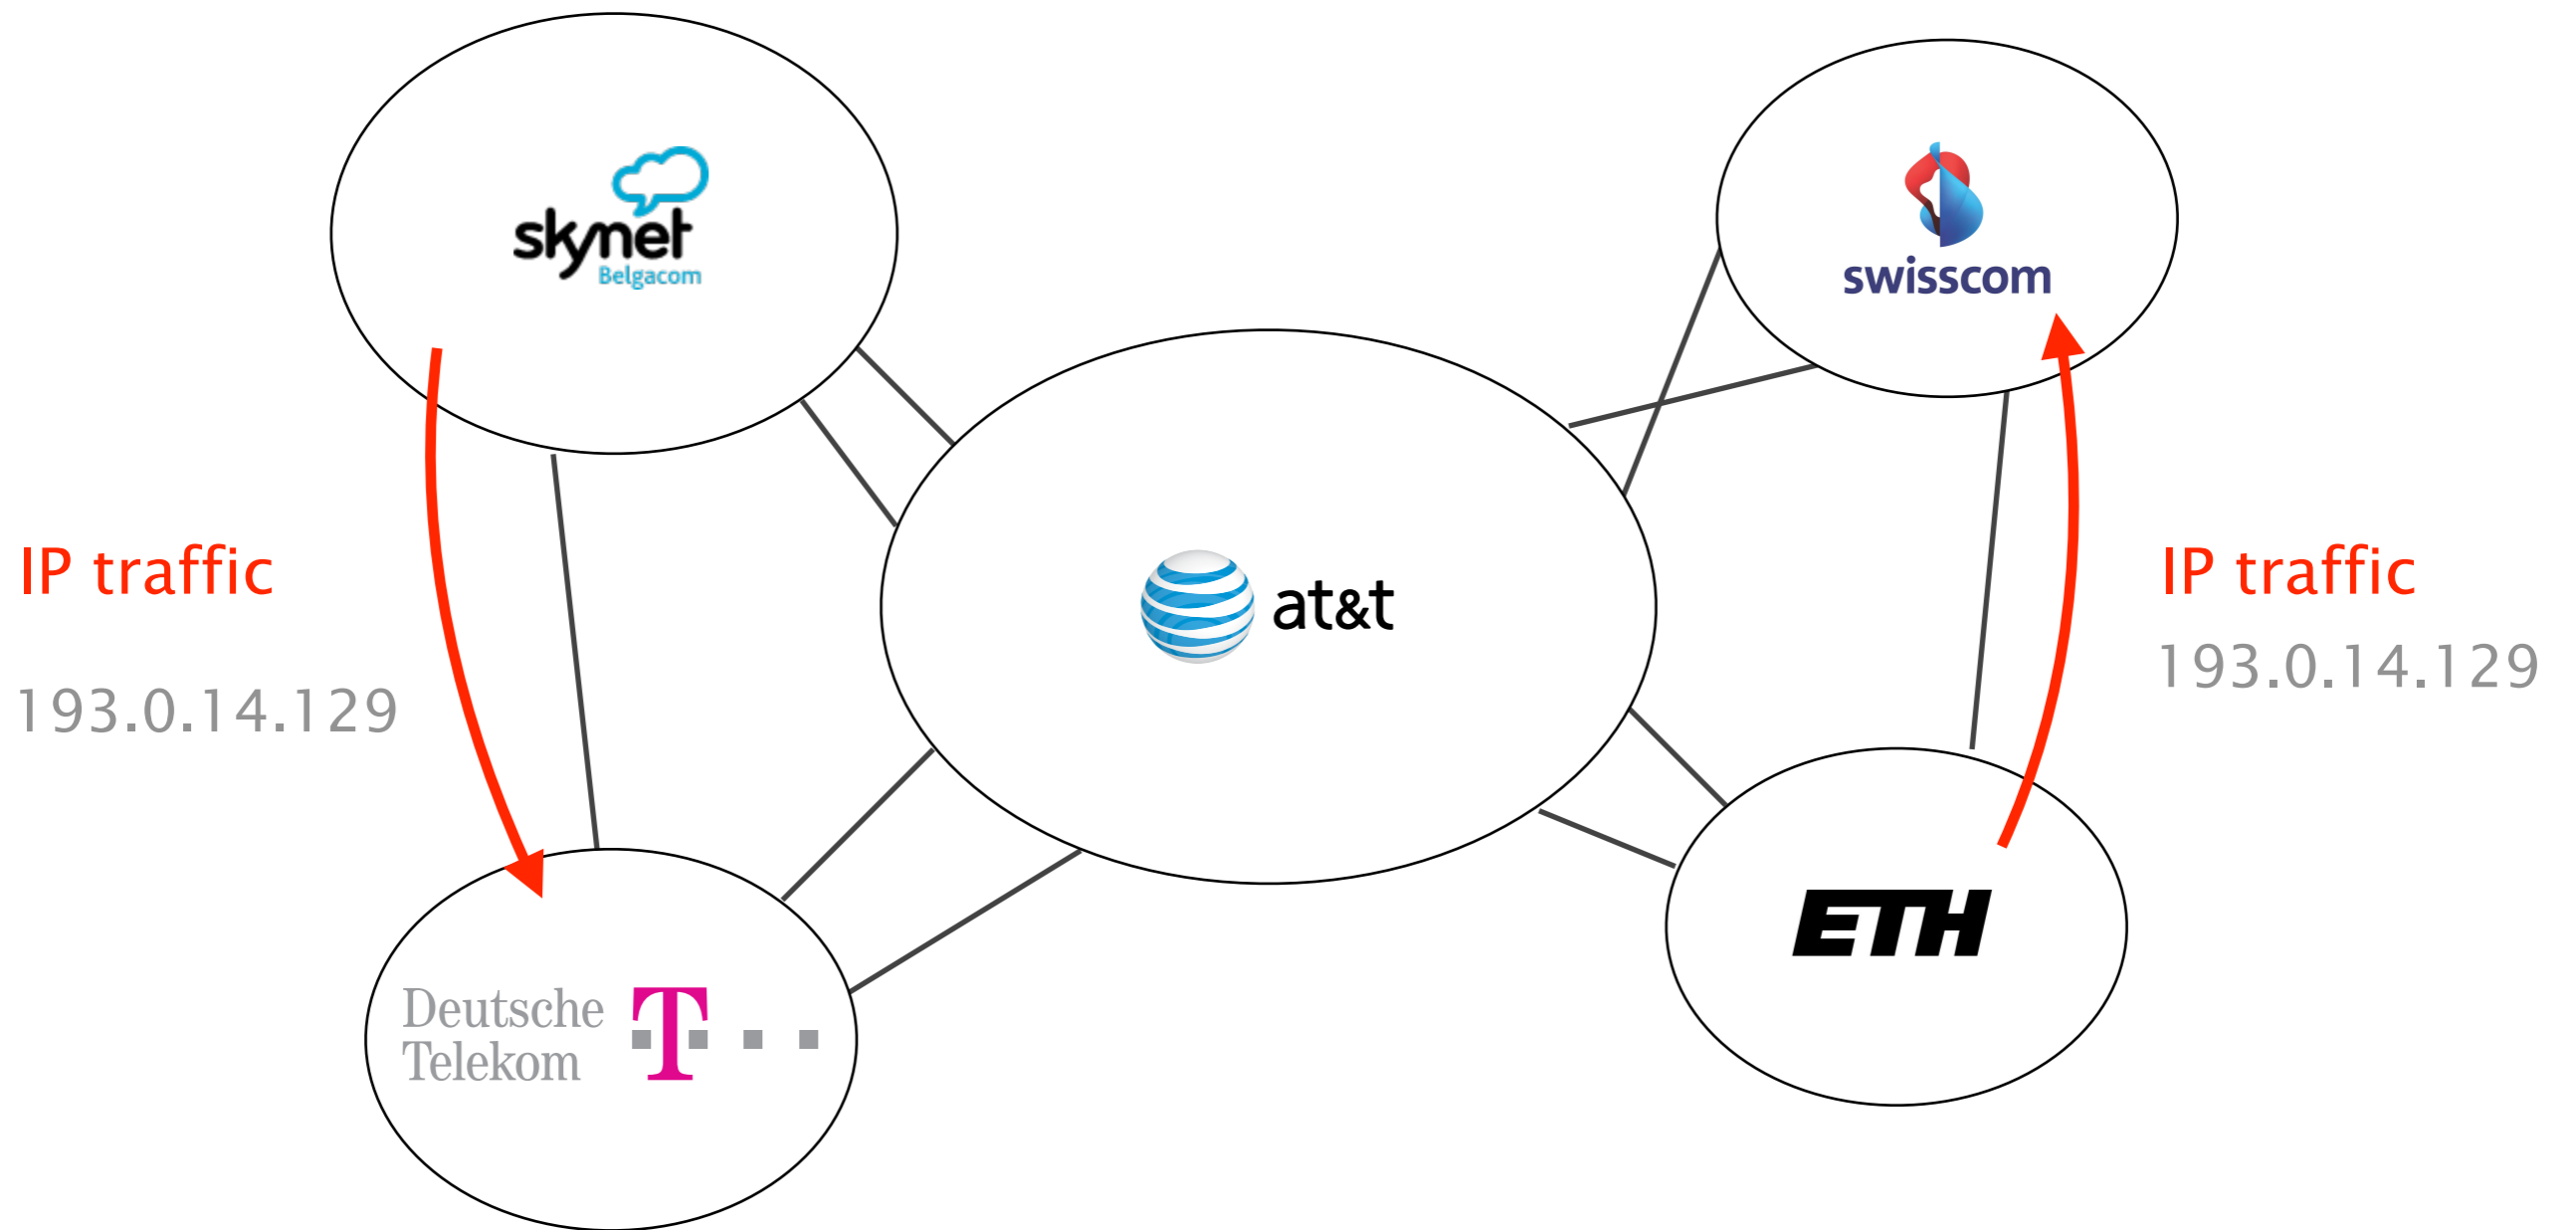 skynet
Belgacom
swisscom
IP traffic
193.0.14.129
at&t
IP traffic
193.0.14.129
ETH
Deutsche
Telekom T